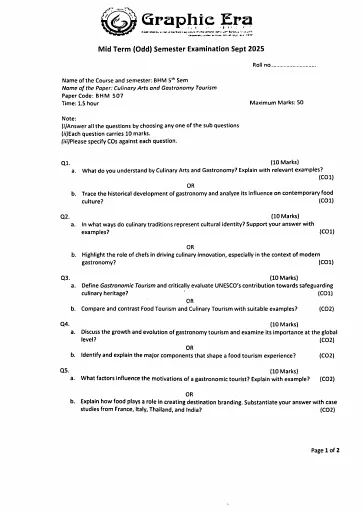 Graphic Era
Mid Term (Odd) Semester Examination Sept 2025
Roll no..............................
Name of the Course and semester: BHM 5th Sem
Name of the Paper: Culinary Arts and Gastronomy Tourism
Paper Code: BHM 507
Time: 1.5 hour Maximum Marks: 50
Note:
(i)Answer all the questions by choosing any one of the sub questions
(ii)Each question carries 10 marks.
(iii)Please specify COs against each question.
Q1. (10 Marks)
a. What do you understand by Culinary Arts and Gastronomy? Explain with relevant examples?
(CO1)
OR
b. Trace the historical development of gastronomy and analyze its influence on contemporary food
culture? (CO1)
Q2. (10 Marks)
a. In what ways do culinary traditions represent cultural identity? Support your answer with
examples? (CO1)
OR
b. Highlight the role of chefs in driving culinary innovation, especially in the context of modern
gastronomy? (CO1)
Q3. (10 Marks)
a. Define Gastronomic Tourism and critically evaluate UNESCO's contribution towards safeguarding
culinary heritage? (CO1)
OR
b. Compare and contrast Food Tourism and Culinary Tourism with suitable examples? (CO2)
Q4. (10 Marks)
a. Discuss the growth and evolution of gastronomy tourism and examine its importance at the global
level? (CO2)
OR
b. Identify and explain the major components that shape a food tourism experience? (CO2)
Q5. (10 Marks)
a. What factors influence the motivations of a gastronomic tourist? Explain with example? (CO2)
OR
b. Explain how food plays a role in creating destination branding. Substantiate your answer with case
studies from France, Italy, Thailand, and India? (CO2)
Page 1 of 2